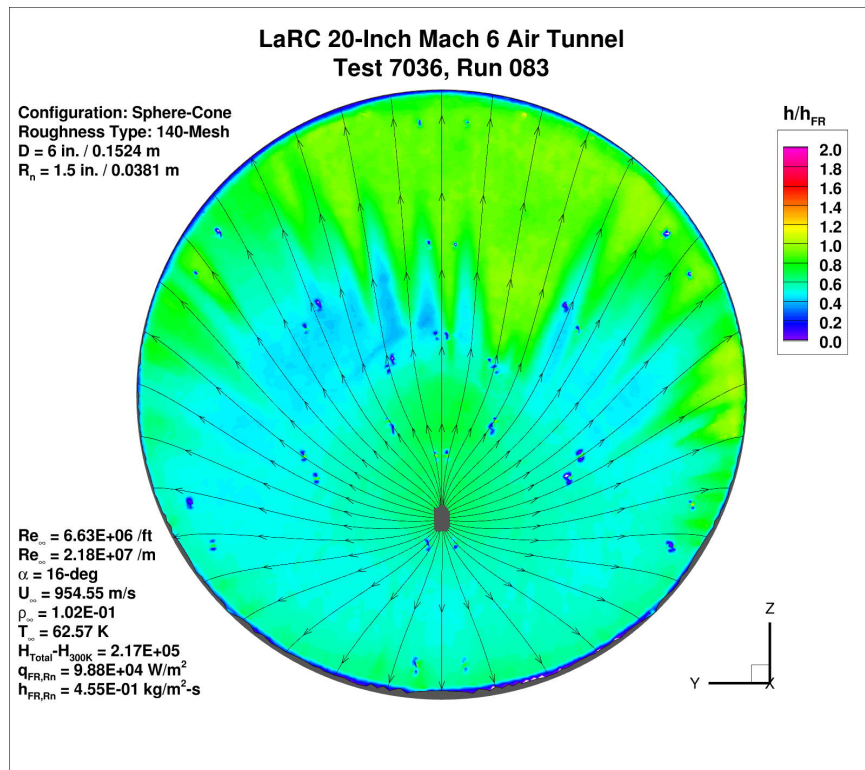 LaRC 20-Inch Mach 6 Air Tunnel
Test 7036, Run 083
Configuration: Sphere-Cone
Roughness Type: 140-Mesh
D = 6 in. / 0.1524 m
Rn = 1.5 in. / 0.0381 m
h/hFR
2.0
1.8
1.6
1.4
1.2
1.0
0.8
0.6
0.4
0.2
0.0
Re∞ = 6.63E+06 /ft
Re∞ = 2.18E+07 /m
α = 16-deg
U∞ = 954.55 m/s
ρ∞ = 1.02E-01
T∞ = 62.57 K
HTotal-H300K = 2.17E+05
qFR,Rn = 9.88E+04 W/m²
hFR,Rn = 4.55E-01 kg/m²-s
Z
Y
X